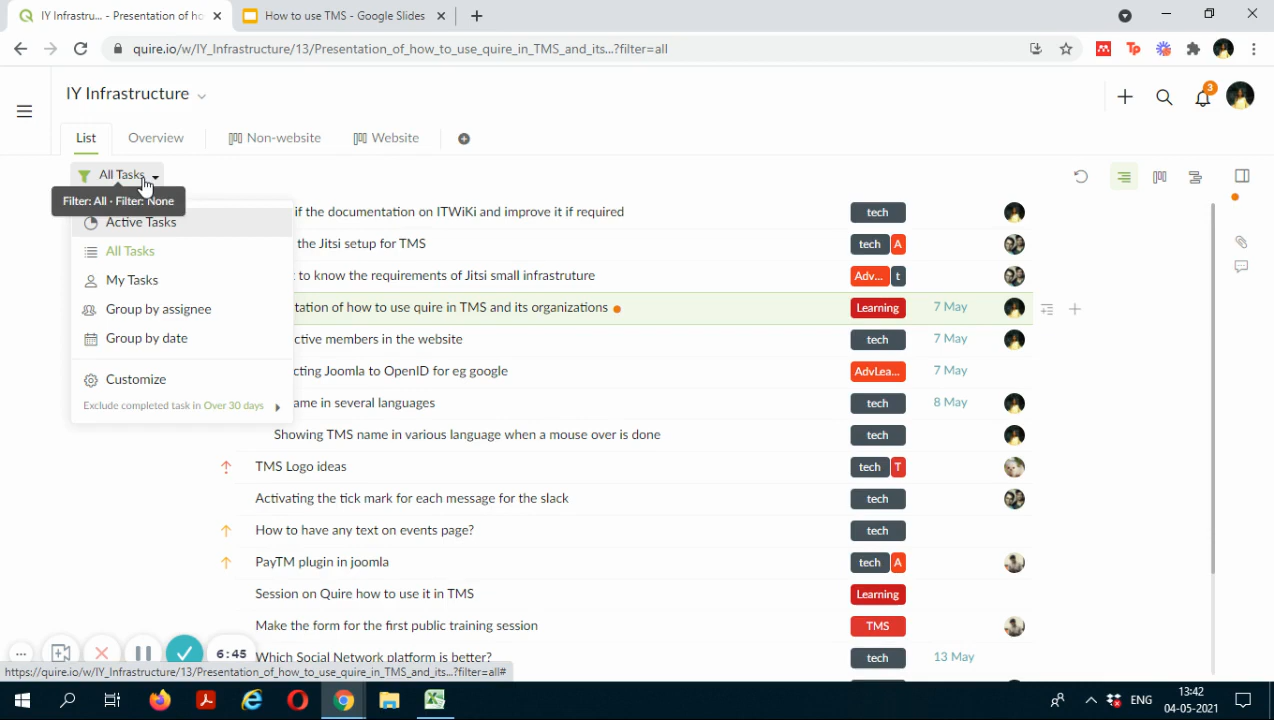 IY Infrastru... - Presentation of ho
How to use TMS - Google Slides
quire.io/w/IY_Infrastructure/13/Presentation_of_how_to_use_quire_in_TMS_and_its...?filter=all
Tp
IY Infrastructure
3
List
Overview
Non-website
Website
All Tasks
Filter: All · Filter: None
Active Tasks
All Tasks
My Tasks
Group by assignee
Group by date
Customize
Exclude completed task in Over 30 days
if the documentation on ITWiKi and improve it if required
tech
the Jitsi setup for TMS
tech A
to know the requirements of Jitsi small infrastruture
Adv... t
tation of how to use quire in TMS and its organizations
Learning
7 May
ctive members in the website
tech
7 May
cting Joomla to OpenID for eg google
AdvLea...
7 May
ame in several languages
tech
8 May
Showing TMS name in various language when a mouse over is done
tech
TMS Logo ideas
tech T
Activating the tick mark for each message for the slack
tech
How to have any text on events page?
tech
PayTM plugin in joomla
tech A
Session on Quire how to use it in TMS
Learning
Make the form for the first public training session
TMS
Which Social Network platform is better?
tech
13 May
6:45
https://quire.io/w/IY_Infrastructure/13/Presentation_of_how_to_use_quire_in_TMS_and_its...?filter=all#
ENG
13:42
04-05-2021